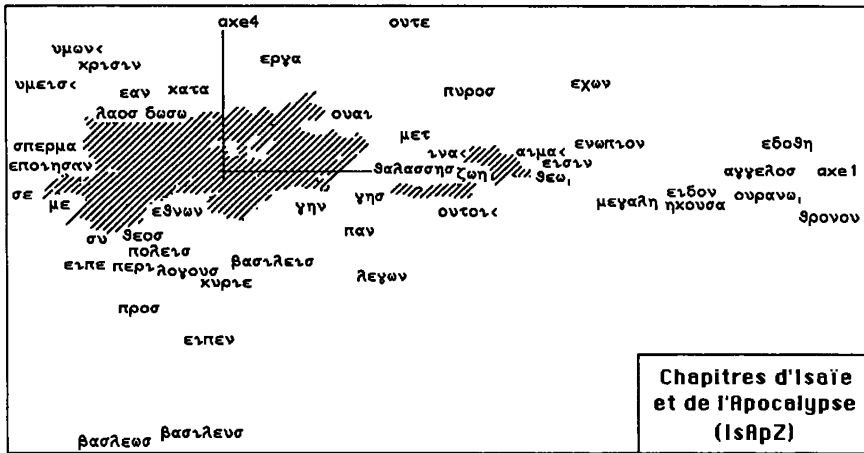 axe4
ουτε
υμων<
κρισιν
εργα
υμεισ<
εαν
κατα
πυροσ
εχων
λαοσ δωσω
ουαι
μετ
σπερμα
ινα<
αιμα<
ενωπιον
εδοθη
εποιησαν
θαλασσησ
ζωη
εισιν
θεω,
αγγελοσ
axe1
σε
με
εθνων
γην
γησ
ουτοι<
μεγαλη
ειδον
ηκουσα
ουρανω,
θρονου
συ
θεοσ
παν
πολεισ
ειπε
περι
λογουσ
βασιλεισ
κυριε
λεγων
προσ
ειπεν
βασιλεωσ
βασιλευσ
Chapitres d'Isaïe
et de l'Apocalypse
(IsApZ)